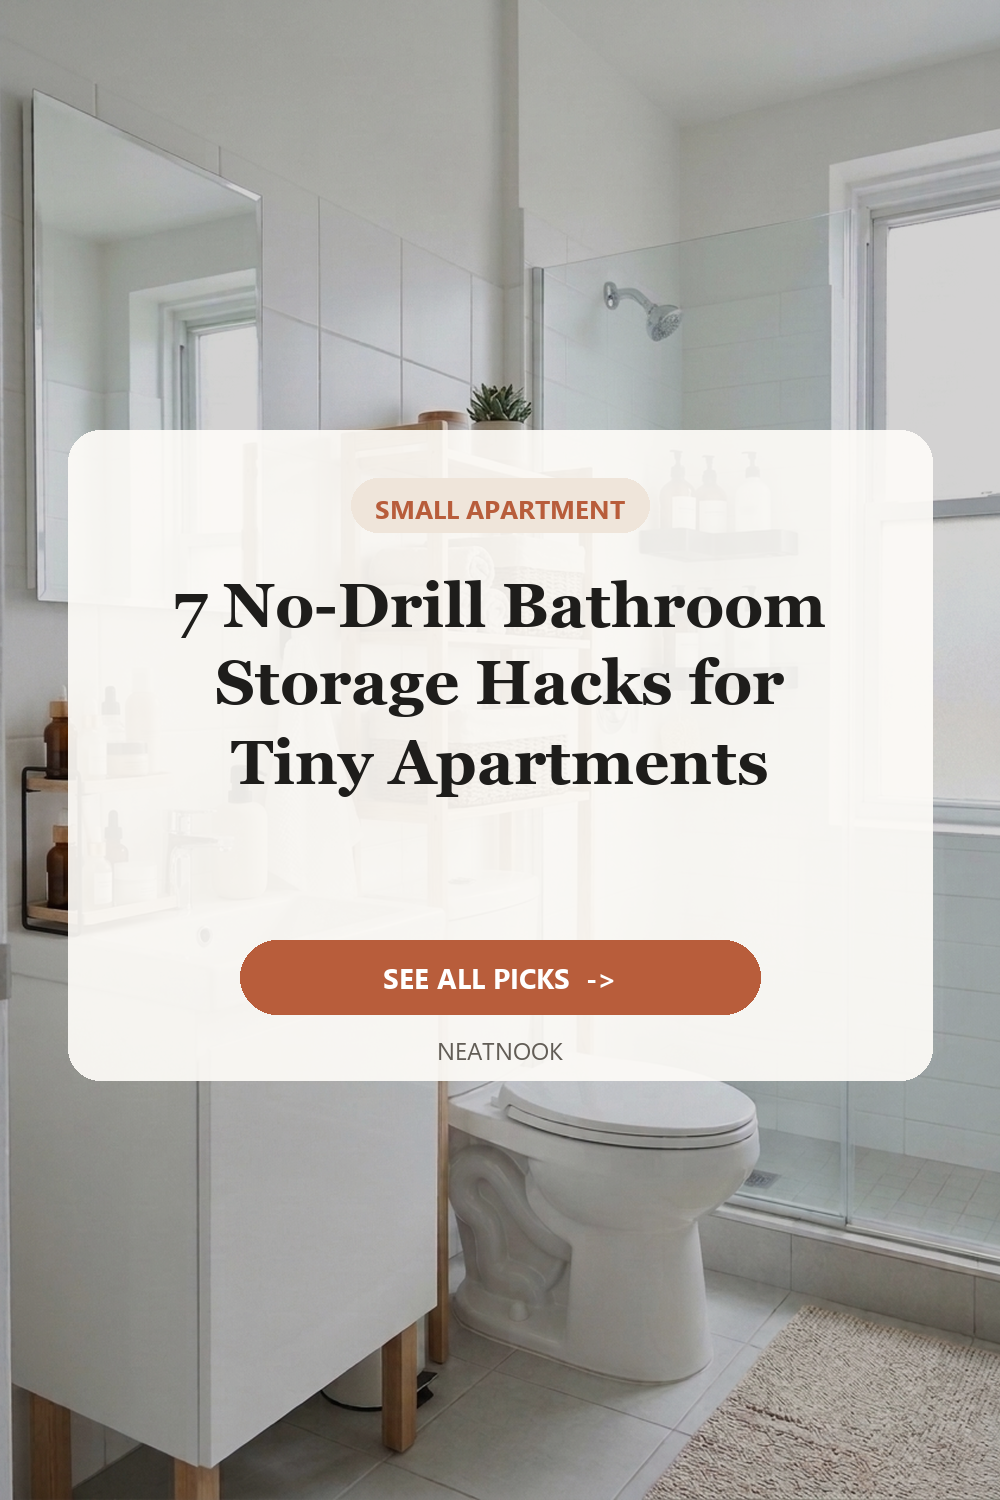 SMALL APARTMENT
7 No-Drill Bathroom
Storage Hacks for
Tiny Apartments
SEE ALL PICKS ->
NEATNOOK